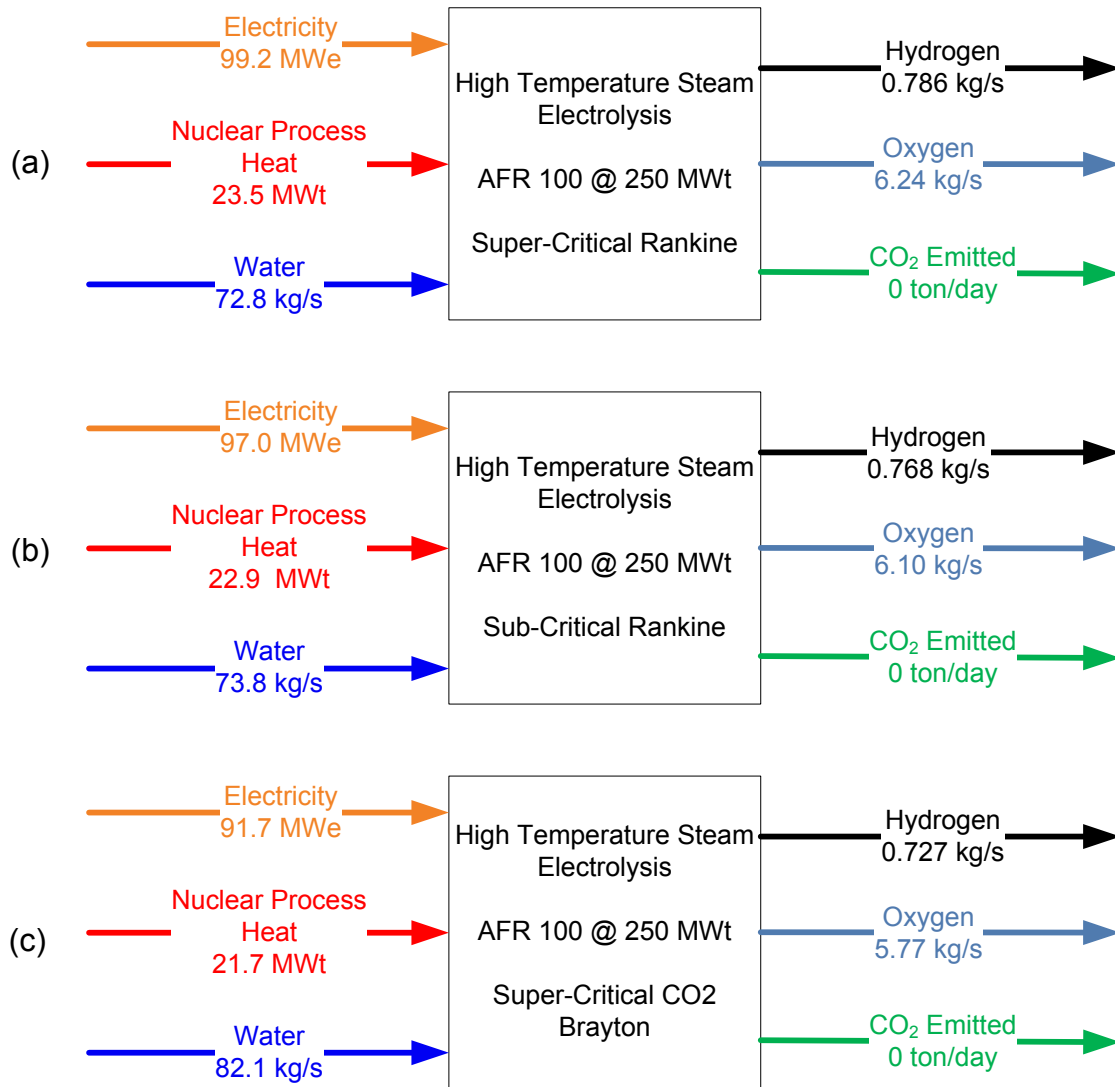 (a)
Electricity
99.2 MWe
Nuclear Process
Heat
23.5 MWt
Water
72.8 kg/s
High Temperature Steam
Electrolysis
AFR 100 @ 250 MWt
Super-Critical Rankine
Hydrogen
0.786 kg/s
Oxygen
6.24 kg/s
CO₂ Emitted
0 ton/day
(b)
Electricity
97.0 MWe
Nuclear Process
Heat
22.9 MWt
Water
73.8 kg/s
High Temperature Steam
Electrolysis
AFR 100 @ 250 MWt
Sub-Critical Rankine
Hydrogen
0.768 kg/s
Oxygen
6.10 kg/s
CO₂ Emitted
0 ton/day
(c)
Electricity
91.7 MWe
Nuclear Process
Heat
21.7 MWt
Water
82.1 kg/s
High Temperature Steam
Electrolysis
AFR 100 @ 250 MWt
Super-Critical CO2
Brayton
Hydrogen
0.727 kg/s
Oxygen
5.77 kg/s
CO₂ Emitted
0 ton/day